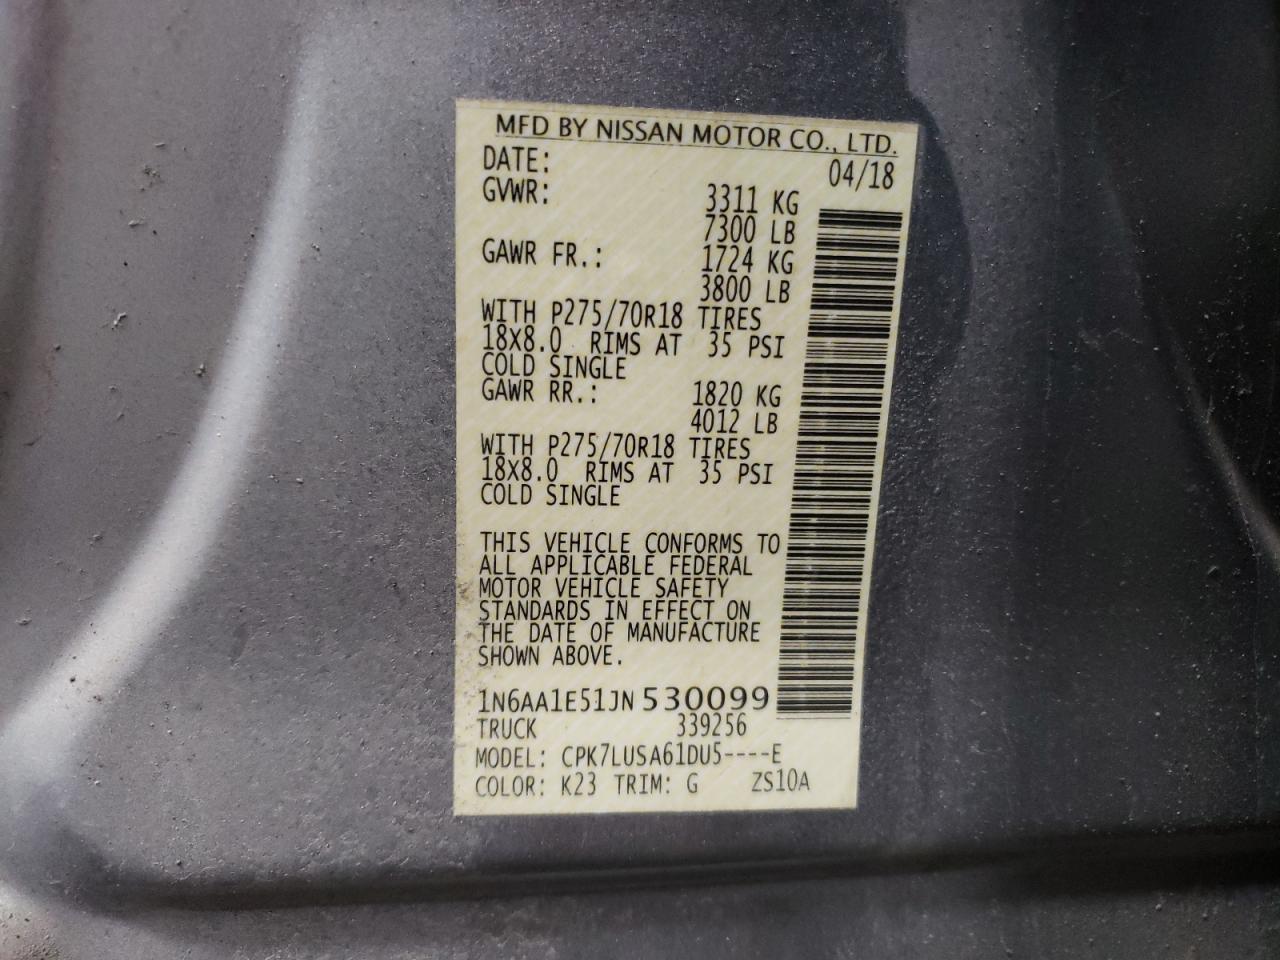 MFD BY NISSAN MOTOR CO., LTD.
DATE: 04/18
GVWR: 3311 KG
7300 LB
GAWR FR.: 1724 KG
3800 LB
WITH P275/70R18 TIRES
18X8.0 RIMS AT 35 PSI
COLD SINGLE
GAWR RR.: 1820 KG
4012 LB
WITH P275/70R18 TIRES
18X8.0 RIMS AT 35 PSI
COLD SINGLE
THIS VEHICLE CONFORMS TO
ALL APPLICABLE FEDERAL
MOTOR VEHICLE SAFETY
STANDARDS IN EFFECT ON
THE DATE OF MANUFACTURE
SHOWN ABOVE.
1N6AA1E51JN530099
TRUCK 339256
MODEL: CPK7LUSA61DU5----E
COLOR: K23 TRIM: G ZS10A